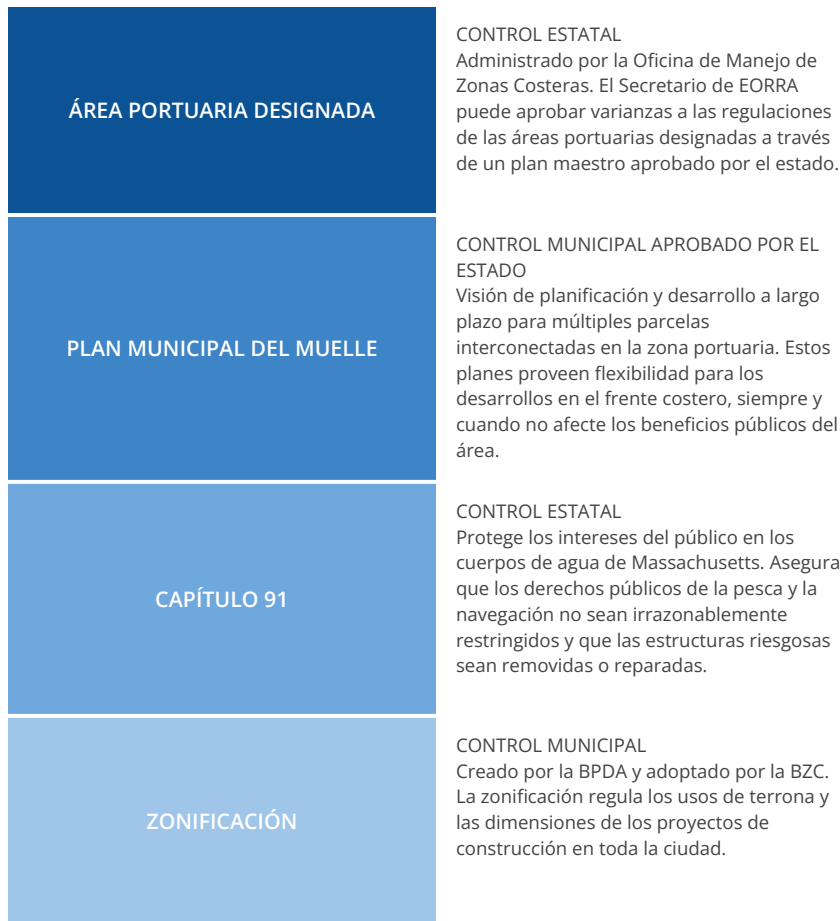 ÁREA PORTUARIA DESIGNADA
CONTROL ESTATAL
Administrado por la Oficina de Manejo de
Zonas Costeras. El Secretario de EORRA
puede aprobar varianzas a las regulaciones
de las áreas portuarias designadas a través
de un plan maestro aprobado por el estado.
PLAN MUNICIPAL DEL MUELLE
CONTROL MUNICIPAL APROBADO POR EL
ESTADO
Visión de planificación y desarrollo a largo
plazo para múltiples parcelas
interconectadas en la zona portuaria. Estos
planes proveen flexibilidad para los
desarrollos en el frente costero, siempre y
cuando no afecte los beneficios públicos del
área.
CAPÍTULO 91
CONTROL ESTATAL
Protege los intereses del público en los
cuerpos de agua de Massachusetts. Asegura
que los derechos públicos de la pesca y la
navegación no sean irrazonablemente
restringidos y que las estructuras riesgosas
sean removidas o reparadas.
ZONIFICACIÓN
CONTROL MUNICIPAL
Creado por la BPDA y adoptado por la BZC.
La zonificación regula los usos de terrona y
las dimensiones de los proyectos de
construcción en toda la ciudad.